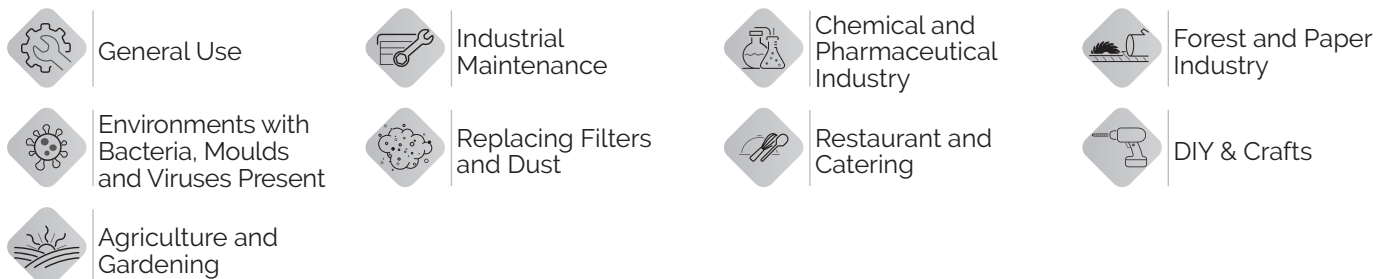 General Use
Industrial
Maintenance
Chemical and
Pharmaceutical
Industry
Forest and Paper
Industry
Environments with
Bacteria, Moulds
and Viruses Present
Replacing Filters
and Dust
Restaurant and
Catering
DIY & Crafts
Agriculture and
Gardening